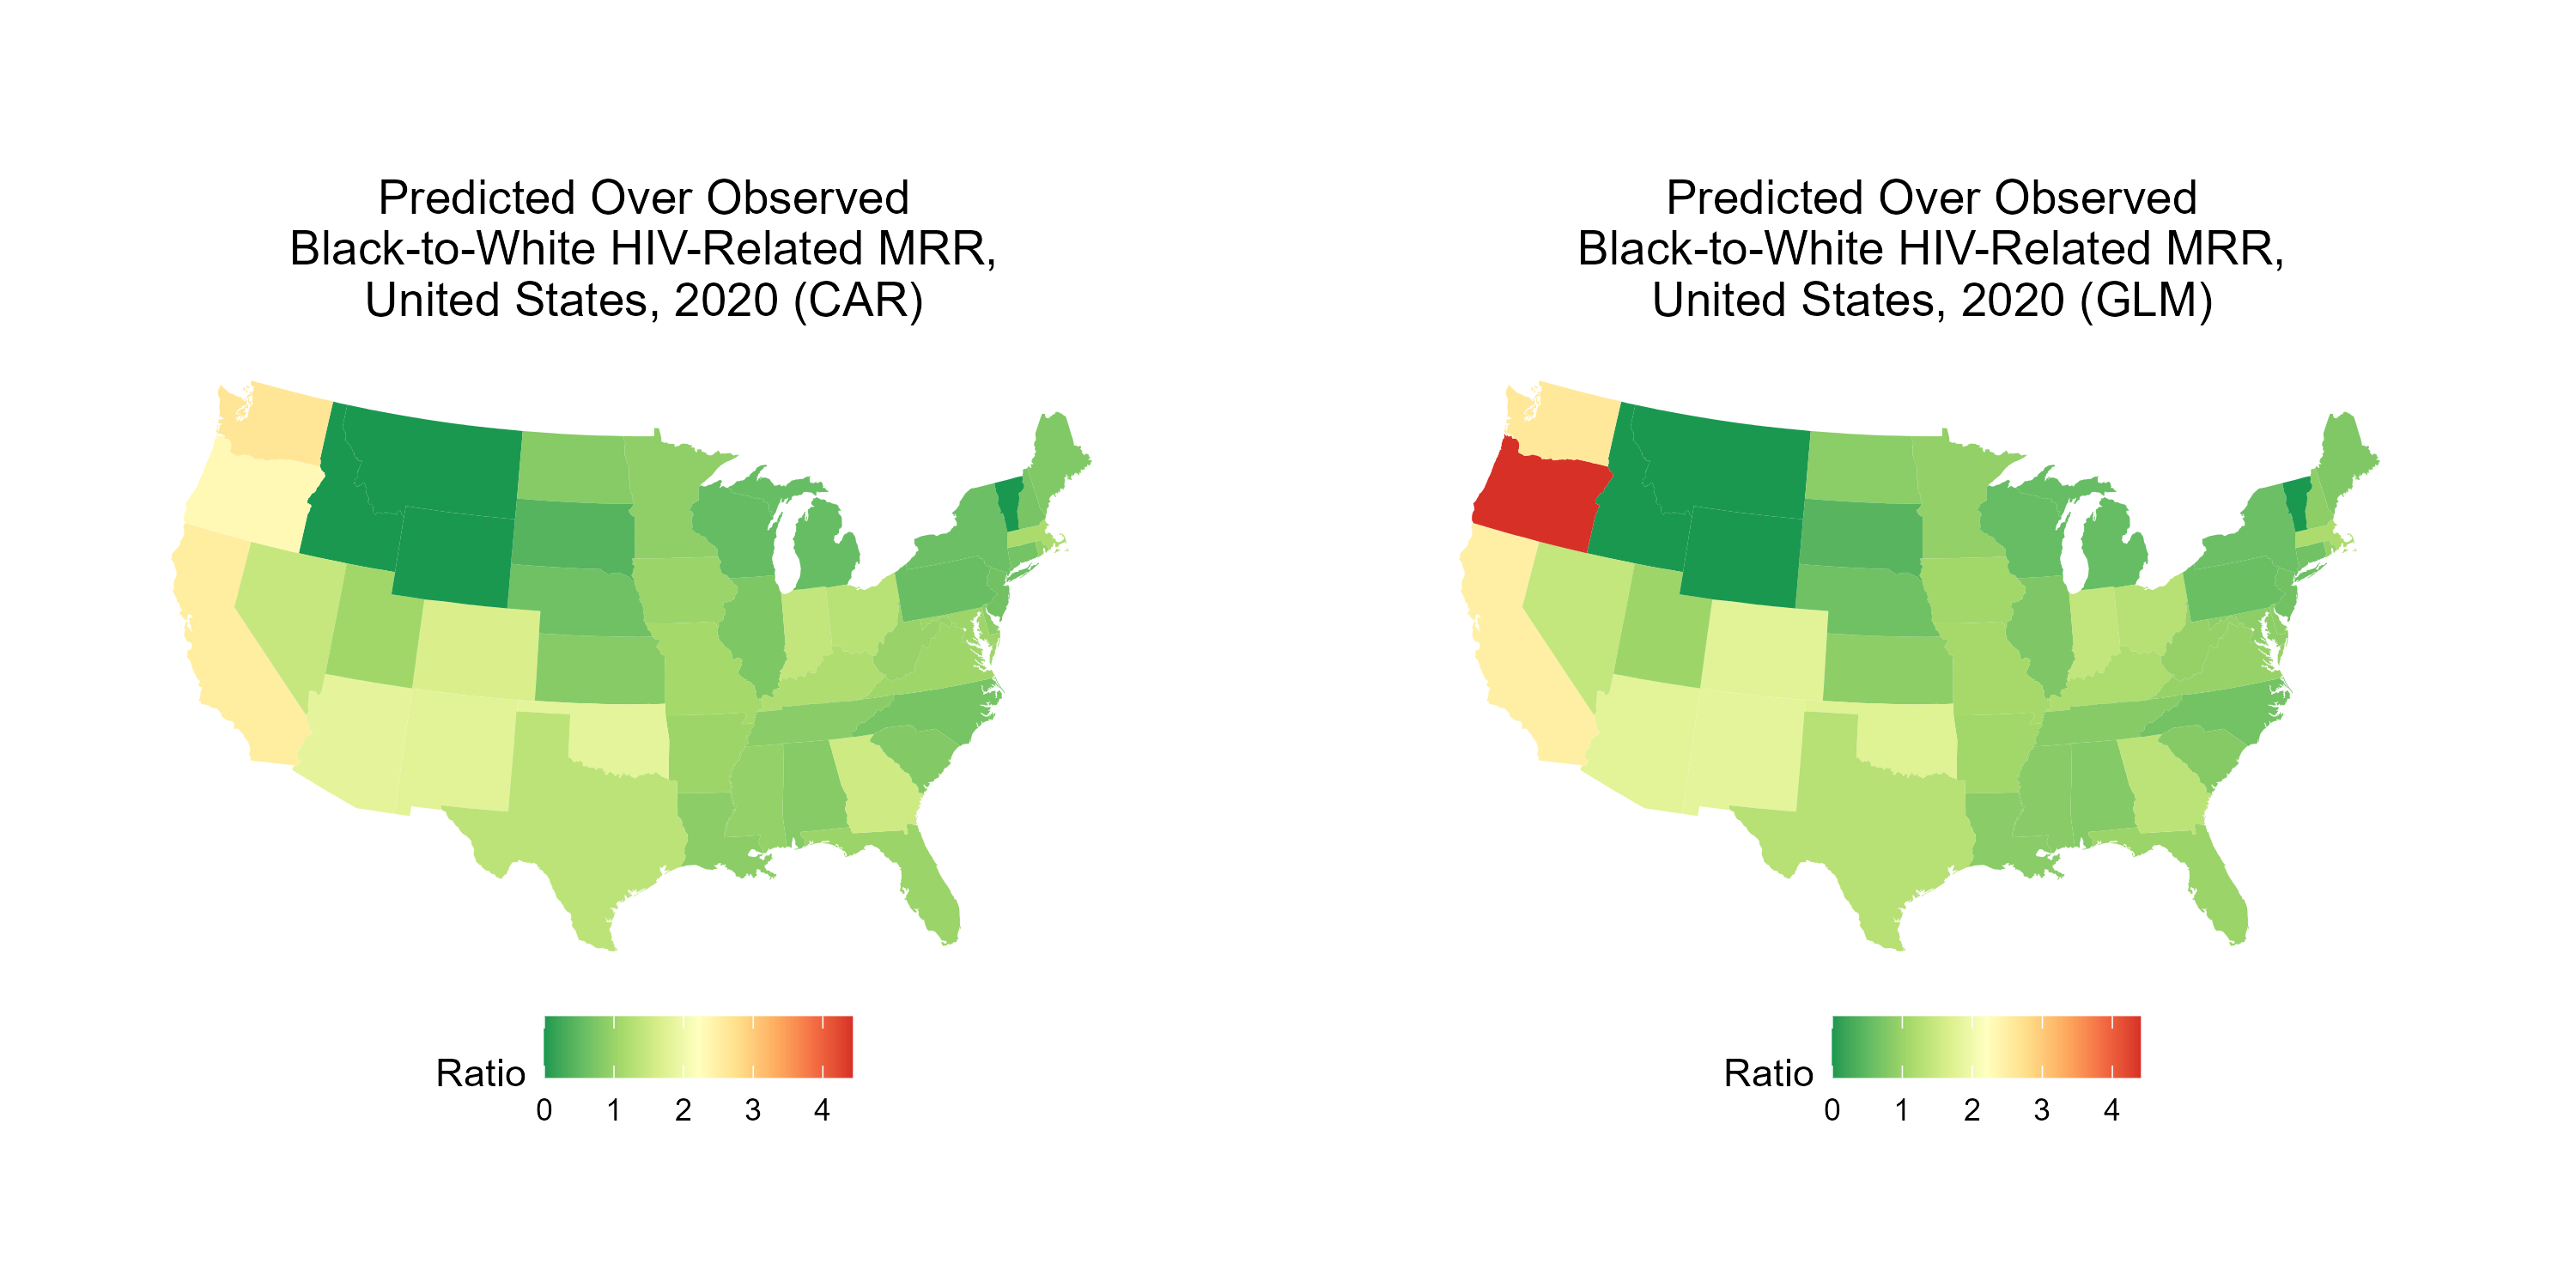 Predicted Over Observed
Black-to-White HIV-Related MRR,
United States, 2020 (CAR)
Ratio
0 1 2 3 4
Predicted Over Observed
Black-to-White HIV-Related MRR,
United States, 2020 (GLM)
Ratio
0 1 2 3 4